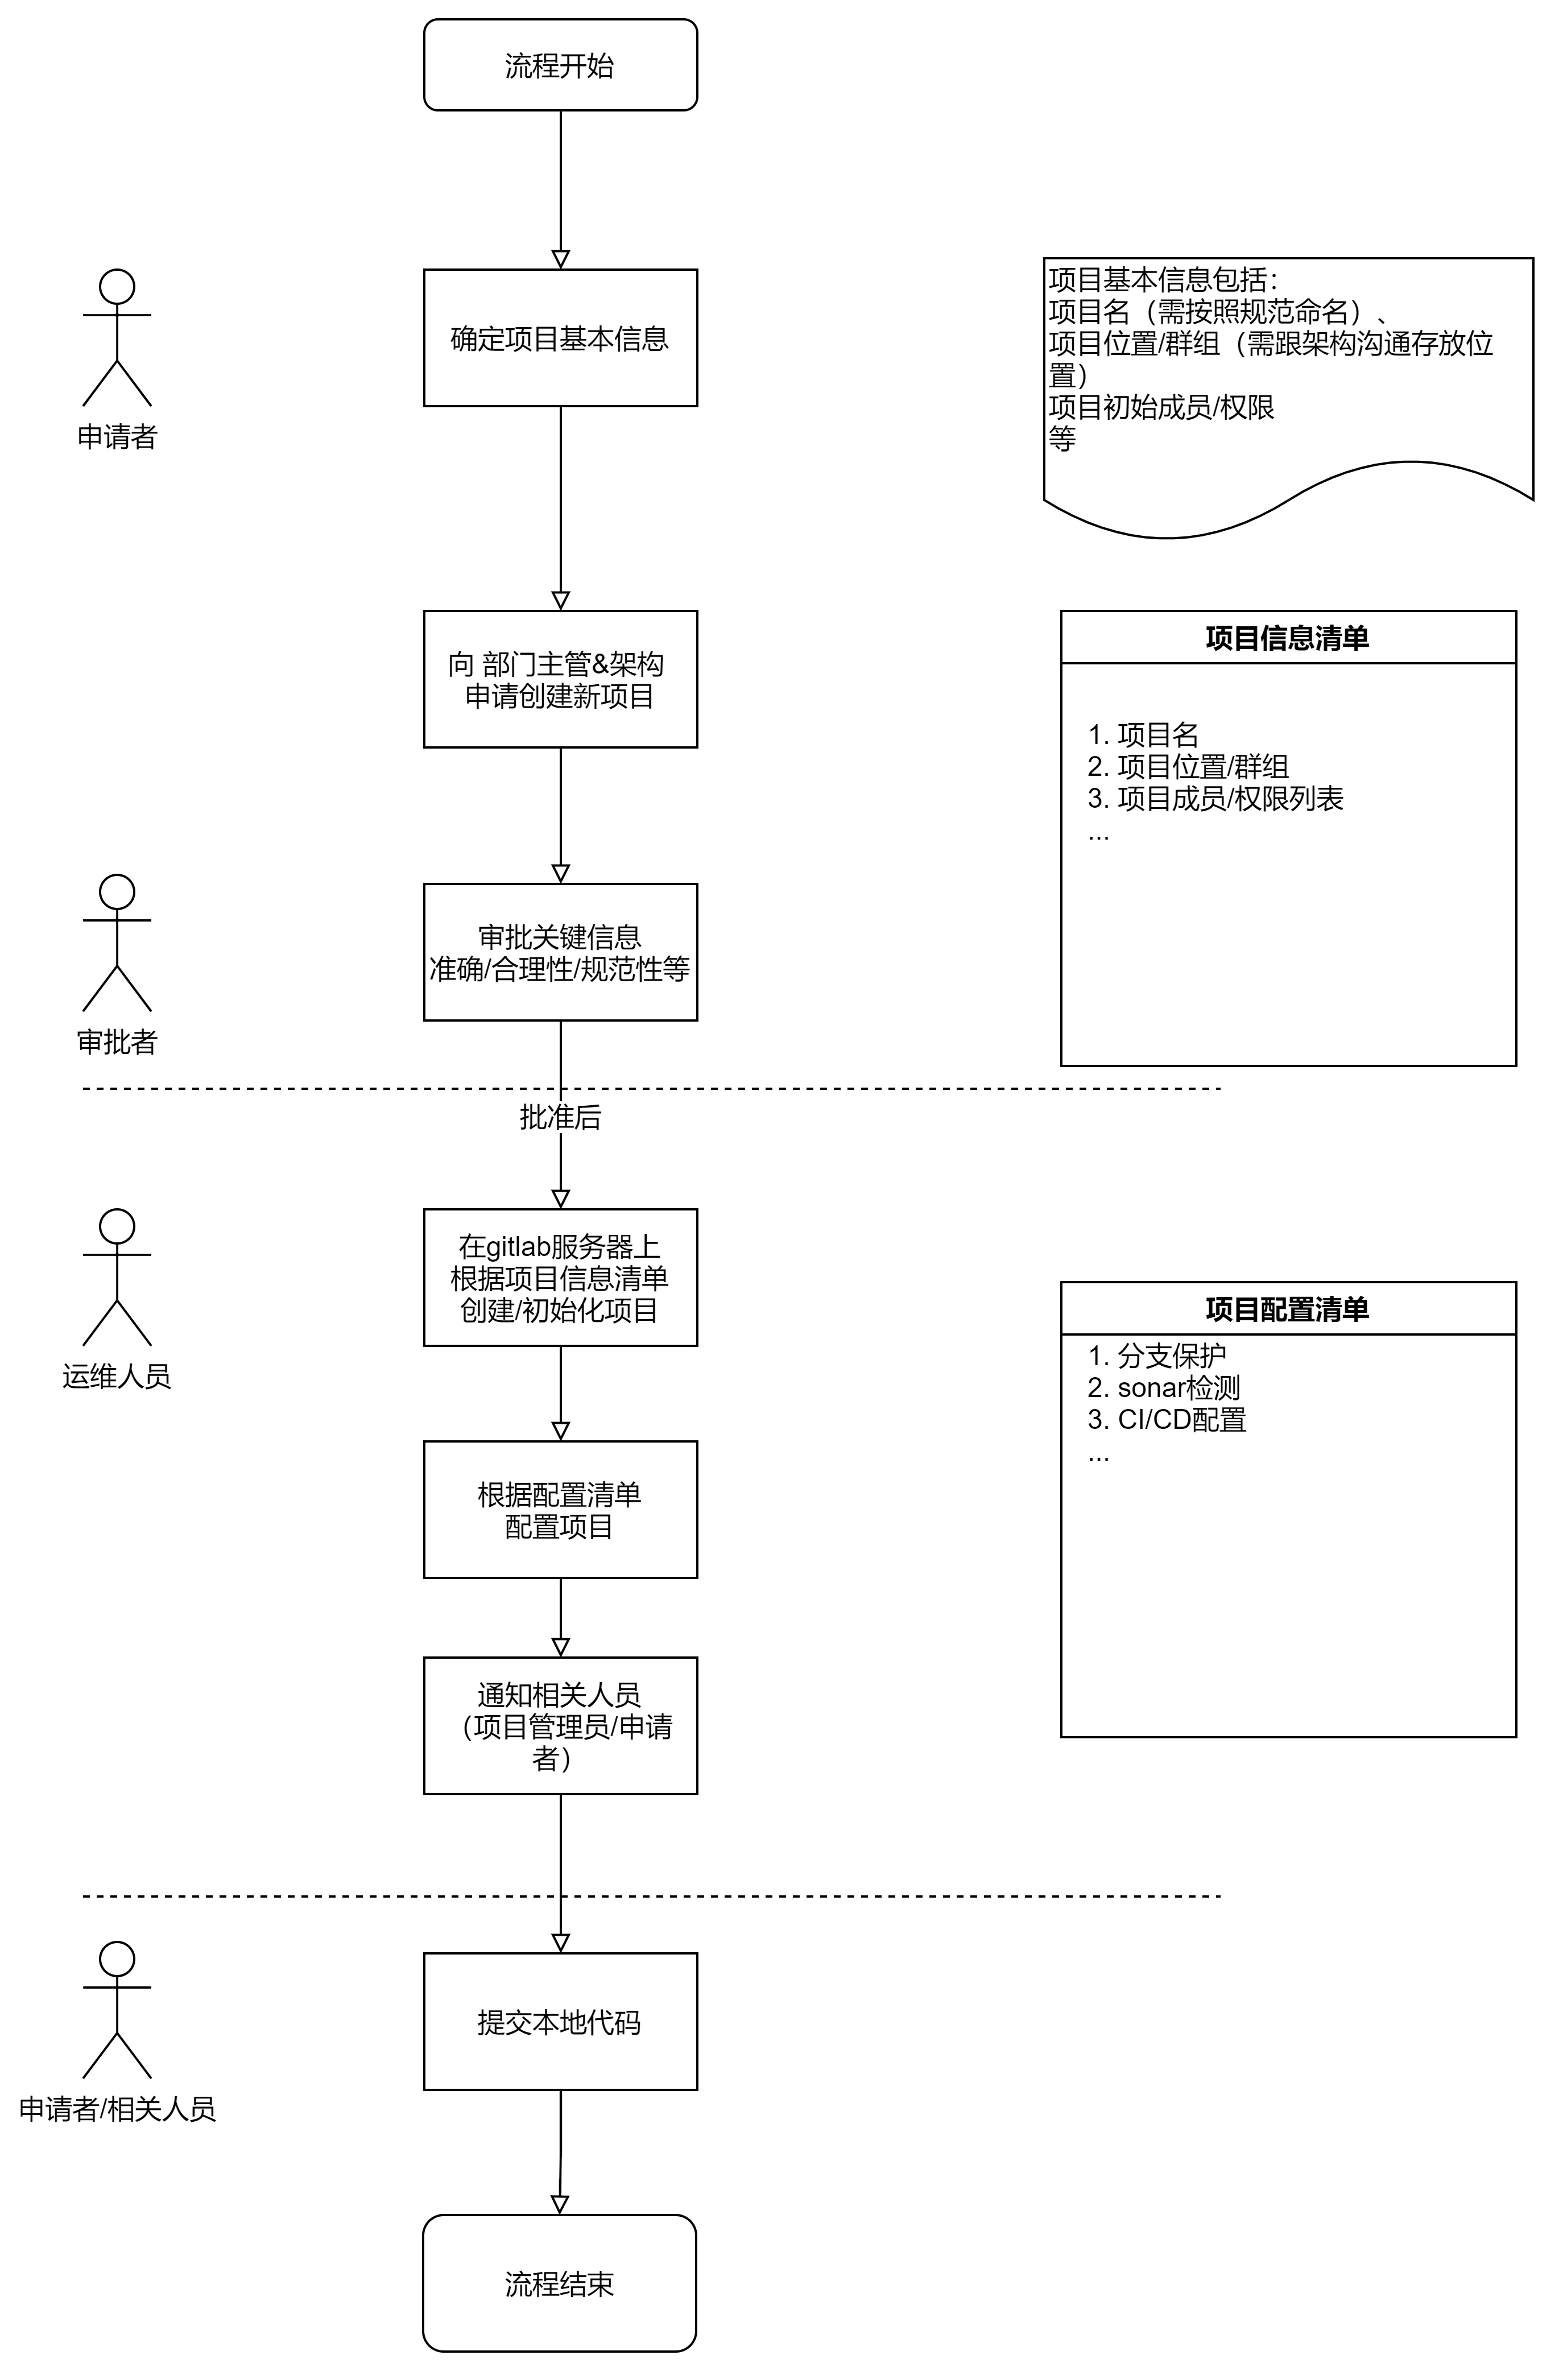 流程开始
申请者
确定项目基本信息
项目基本信息包括：
项目名（需按照规范命名）、
项目位置/群组（需跟架构沟通存放位
置）
项目初始成员/权限
等
向 部门主管&架构
申请创建新项目
项目信息清单
1. 项目名
2. 项目位置/群组
3. 项目成员/权限列表
...
审批者
审批关键信息
准确/合理性/规范性等
批准后
运维人员
在gitlab服务器上
根据项目信息清单
创建/初始化项目
项目配置清单
1. 分支保护
2. sonar检测
3. CI/CD配置
...
根据配置清单
配置项目
通知相关人员
（项目管理员/申请
者）
申请者/相关人员
提交本地代码
流程结束